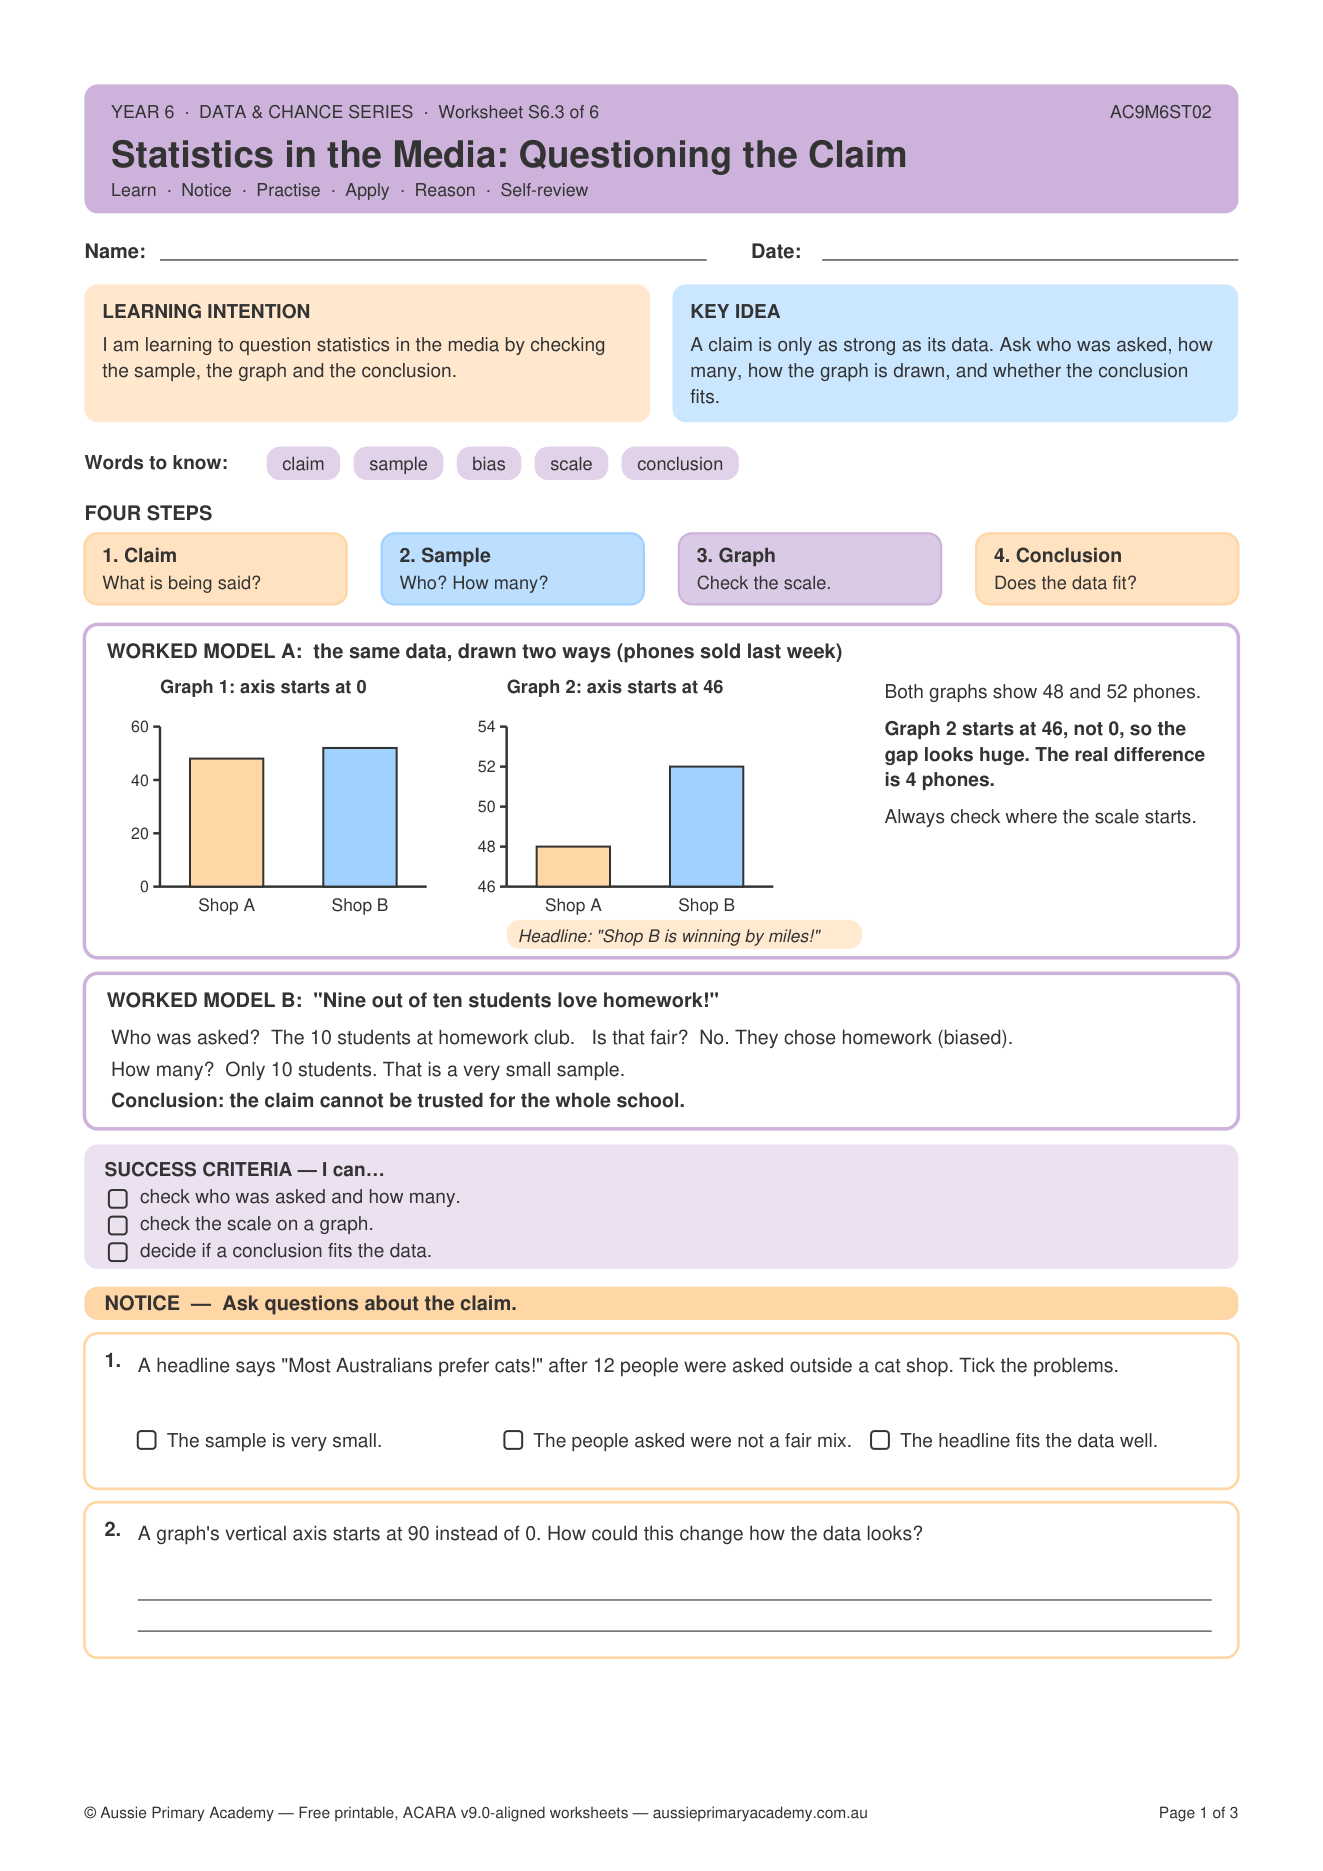 YEAR 6 · DATA & CHANCE SERIES · Worksheet S6.3 of 6 AC9M6ST02
Statistics in the Media: Questioning the Claim
Learn · Notice · Practise · Apply · Reason · Self-review
Name: Date:
LEARNING INTENTION
I am learning to question statistics in the media by checking
the sample, the graph and the conclusion.
KEY IDEA
A claim is only as strong as its data. Ask who was asked, how
many, how the graph is drawn, and whether the conclusion
fits.
Words to know: claim sample bias scale conclusion
FOUR STEPS
1. Claim
What is being said?
2. Sample
Who? How many?
3. Graph
Check the scale.
4. Conclusion
Does the data fit?
WORKED MODEL A: the same data, drawn two ways (phones sold last week)
Graph 1: axis starts at 0
60
40
20
0
Shop A Shop B
Graph 2: axis starts at 46
54
52
50
48
46
Shop A Shop B
Headline: "Shop B is winning by miles!"
Both graphs show 48 and 52 phones.
Graph 2 starts at 46, not 0, so the
gap looks huge. The real difference
is 4 phones.
Always check where the scale starts.
WORKED MODEL B: "Nine out of ten students love homework!"
Who was asked? The 10 students at homework club. Is that fair? No. They chose homework (biased).
How many? Only 10 students. That is a very small sample.
Conclusion: the claim cannot be trusted for the whole school.
SUCCESS CRITERIA — I can…
check who was asked and how many.
check the scale on a graph.
decide if a conclusion fits the data.
NOTICE — Ask questions about the claim.
1. A headline says "Most Australians prefer cats!" after 12 people were asked outside a cat shop. Tick the problems.
The sample is very small. The people asked were not a fair mix. The headline fits the data well.
2. A graph's vertical axis starts at 90 instead of 0. How could this change how the data looks?
© Aussie Primary Academy — Free printable, ACARA v9.0-aligned worksheets — aussieprimaryacademy.com.au Page 1 of 3